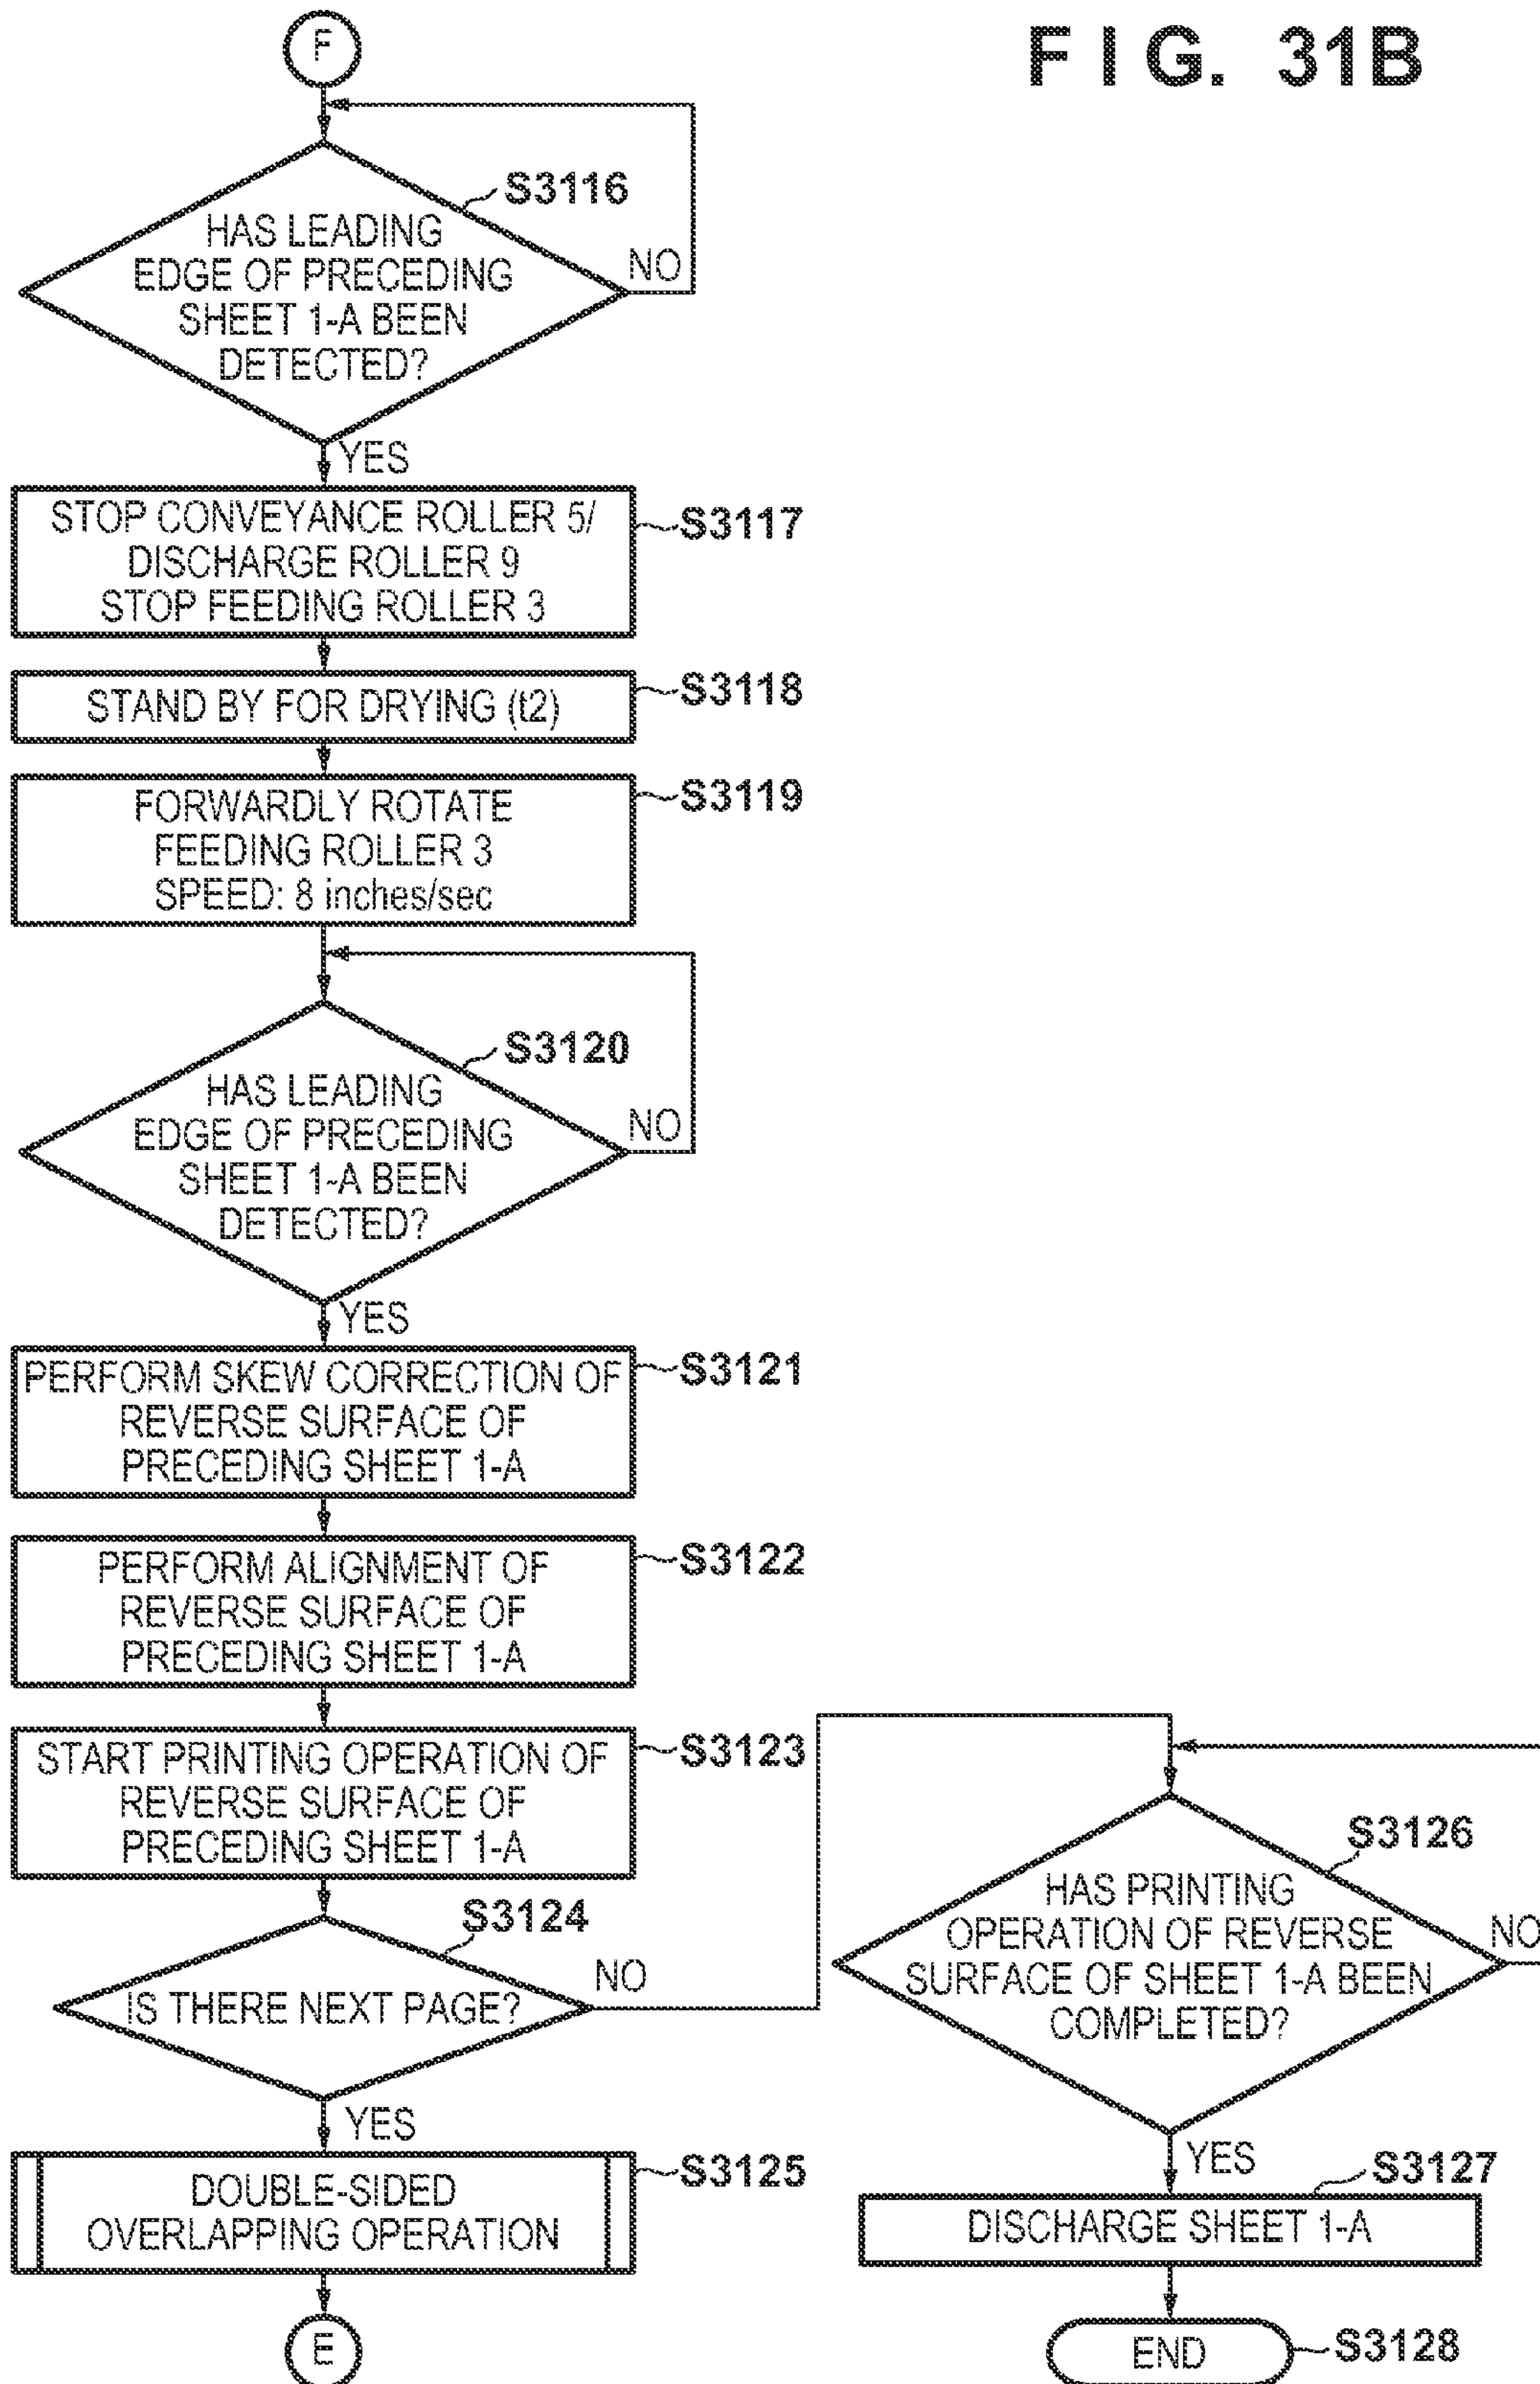 FIG. 31B
F
S3116
HAS LEADING
EDGE OF PRECEDING
SHEET 1-A BEEN
DETECTED?
NO
YES
STOP CONVEYANCE ROLLER 5/
DISCHARGE ROLLER 9
STOP FEEDING ROLLER 3
S3117
STAND BY FOR DRYING (t2)
S3118
FORWARDLY ROTATE
FEEDING ROLLER 3
SPEED: 8 inches/sec
S3119
S3120
HAS LEADING
EDGE OF PRECEDING
SHEET 1-A BEEN
DETECTED?
NO
YES
PERFORM SKEW CORRECTION OF
REVERSE SURFACE OF
PRECEDING SHEET 1-A
S3121
PERFORM ALIGNMENT OF
REVERSE SURFACE OF
PRECEDING SHEET 1-A
S3122
START PRINTING OPERATION OF
REVERSE SURFACE OF
PRECEDING SHEET 1-A
S3123
S3124
IS THERE NEXT PAGE?
NO
YES
DOUBLE-SIDED
OVERLAPPING OPERATION
S3125
E
S3126
HAS PRINTING
OPERATION OF REVERSE
SURFACE OF SHEET 1-A BEEN
COMPLETED?
NO
YES
S3127
DISCHARGE SHEET 1-A
END
S3128